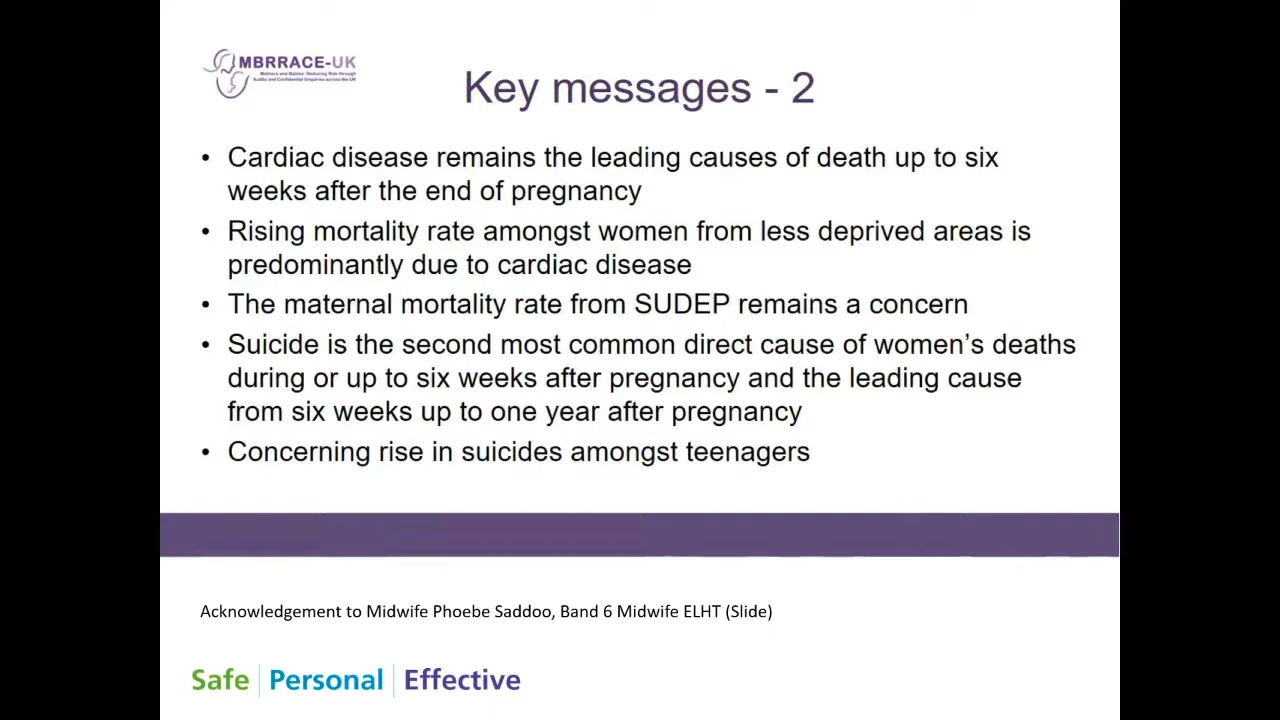 MBRRACE-UK
Mothers and Babies: Reducing Risk through
Audits and Confidential Enquiries across the UK
Key messages - 2
• Cardiac disease remains the leading causes of death up to six
weeks after the end of pregnancy
• Rising mortality rate amongst women from less deprived areas is
predominantly due to cardiac disease
• The maternal mortality rate from SUDEP remains a concern
• Suicide is the second most common direct cause of women’s deaths
during or up to six weeks after pregnancy and the leading cause
from six weeks up to one year after pregnancy
• Concerning rise in suicides amongst teenagers
Acknowledgement to Midwife Phoebe Saddoo, Band 6 Midwife ELHT (Slide)
Safe | Personal | Effective